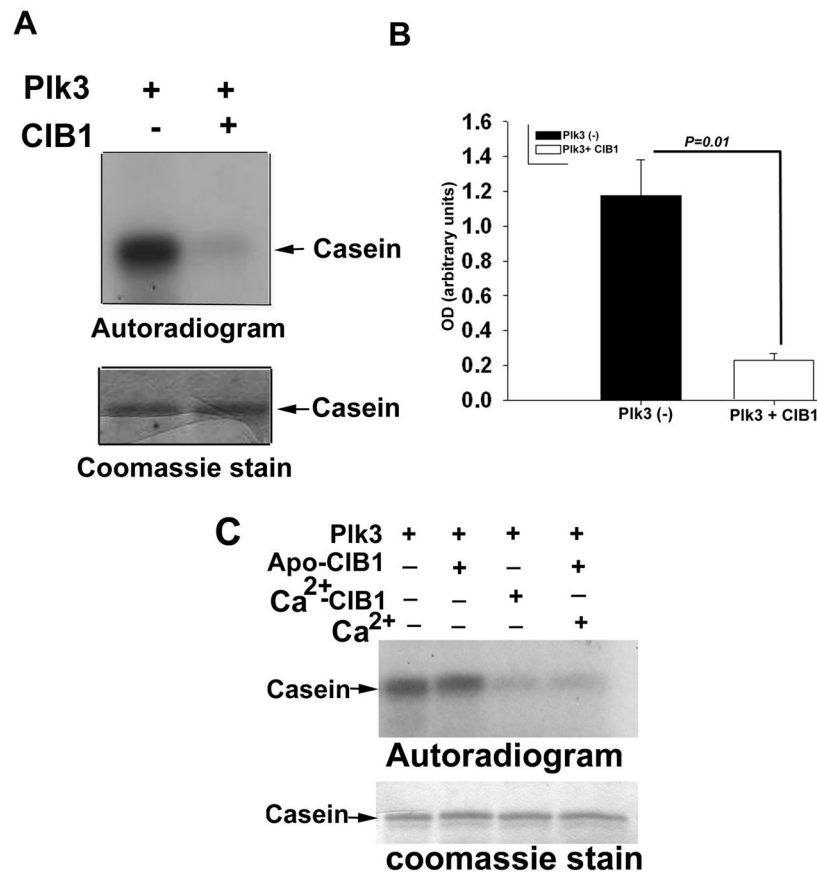 A
Plk3 + +
CIB1 - +
Casein
Autoradiogram
Casein
Coomassie stain
B
1.6
1.4
1.2
1.0
0.8
0.6
0.4
0.2
0.0
OD (arbitrary units)
Plk3 (-)
Plk3+ CIB1
P=0.01
Plk3 (-) Plk3 + CIB1
C
Plk3 + + + +
Apo-CIB1 – + – +
Ca2+-CIB1 – – + –
Ca2+ – – – +
Casein
Autoradiogram
Casein
coomassie stain